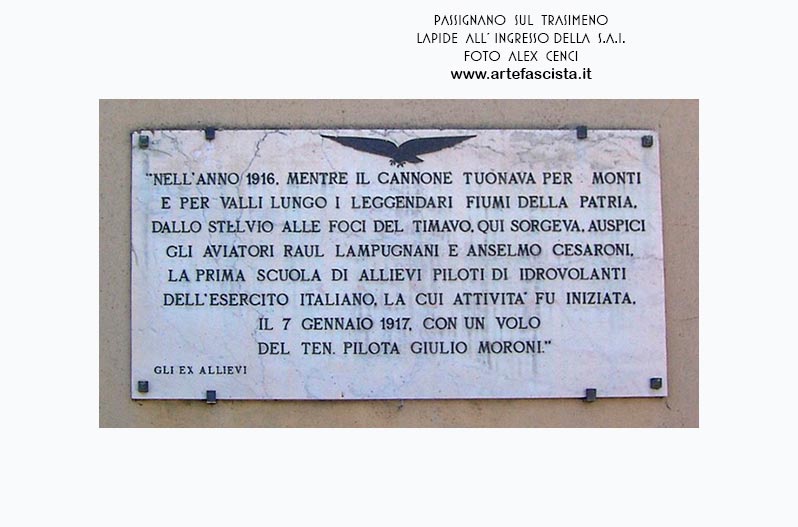 PASSIGNANO SUL TRASIMENO
LAPIDE ALL' INGRESSO DELLA S.A.I.
FOTO ALEX CENCI
www.artefascista.it
"NELL'ANNO 1916, MENTRE IL CANNONE TUONAVA PER MONTI
E PER VALLI LUNGO I LEGGENDARI FIUMI DELLA PATRIA,
DALLO STELVIO ALLE FOCI DEL TIMAVO, QUI SORGEVA, AUSPICI
GLI AVIATORI RAUL LAMPUGNANI E ANSELMO CESARONI,
LA PRIMA SCUOLA DI ALLIEVI PILOTI DI IDROVOLANTI
DELL'ESERCITO ITALIANO, LA CUI ATTIVITA' FU INIZIATA,
IL 7 GENNAIO 1917, CON UN VOLO
DEL TEN. PILOTA GIULIO MORONI."
GLI EX ALLIEVI